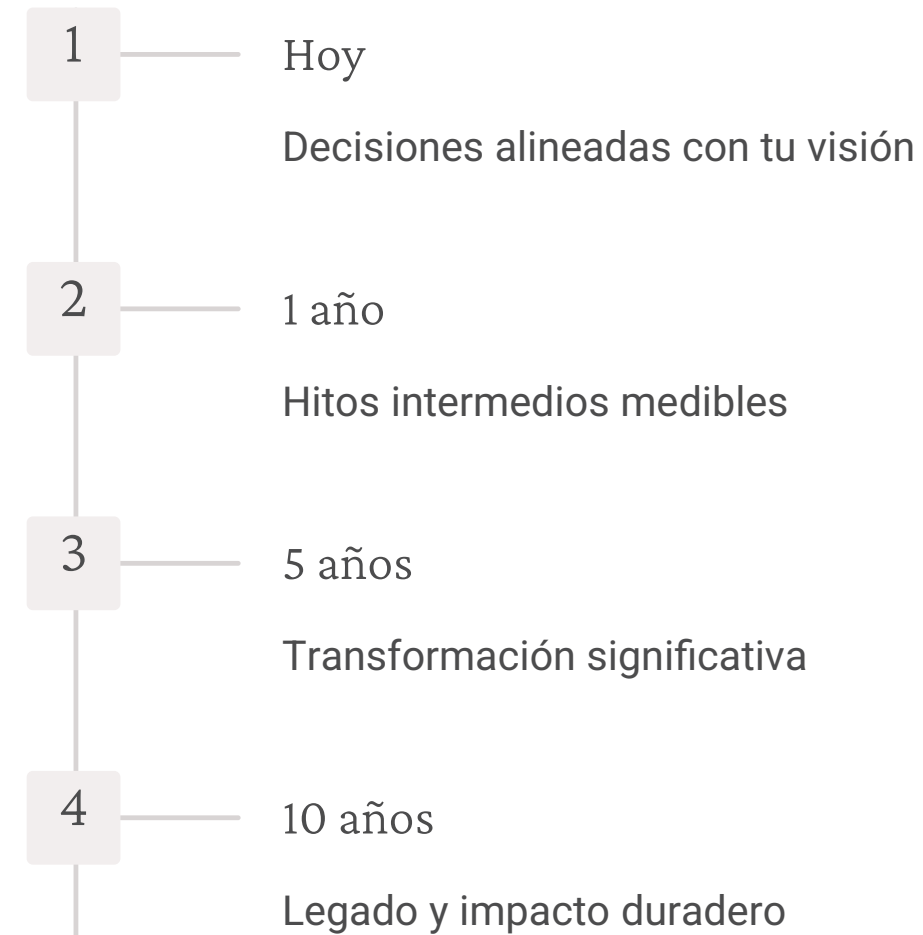 1
Hoy
Decisiones alineadas con tu visión
2
1 año
Hitos intermedios medibles
3
5 años
Transformación significativa
4
10 años
Legado y impacto duradero